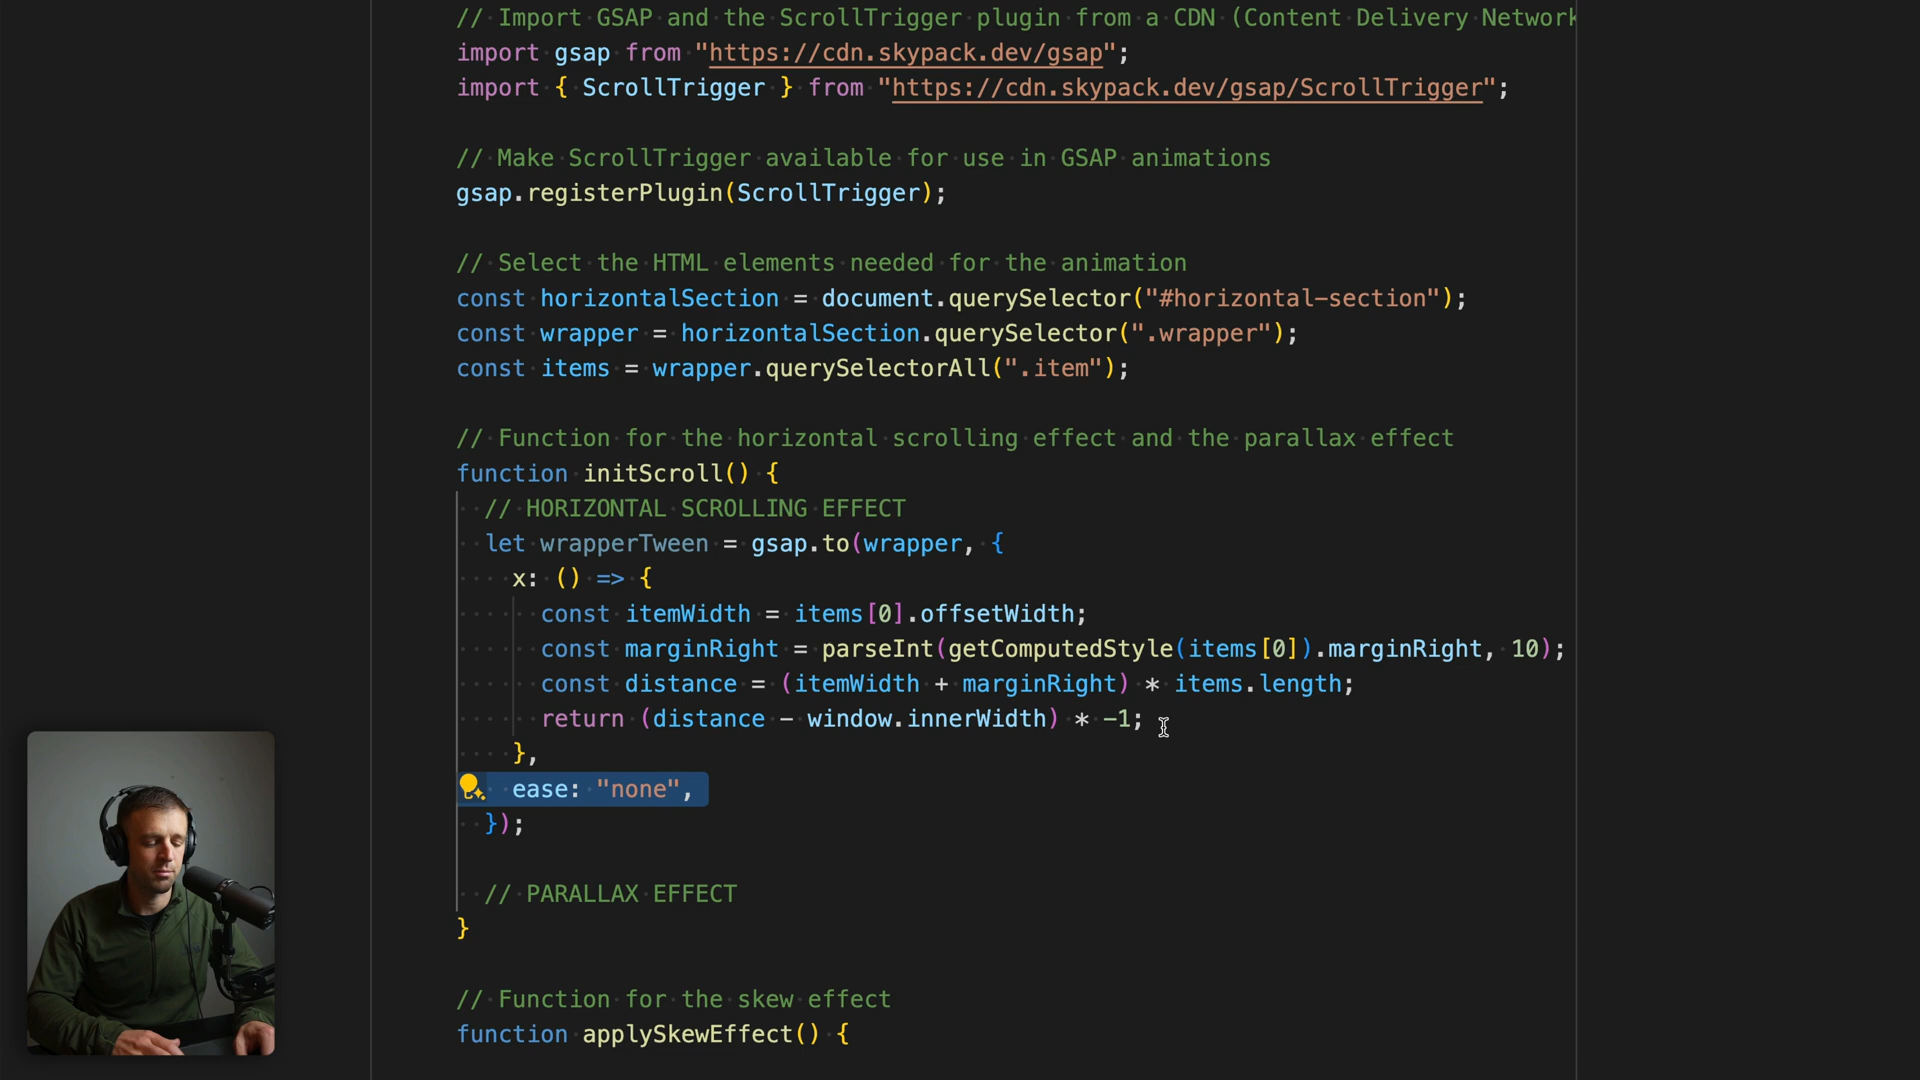 // Import GSAP and the ScrollTrigger plugin from a CDN (Content Delivery Network
import gsap from "https://cdn.skypack.dev/gsap";
import { ScrollTrigger } from "https://cdn.skypack.dev/gsap/ScrollTrigger";
// Make ScrollTrigger available for use in GSAP animations
gsap.registerPlugin(ScrollTrigger);
// Select the HTML elements needed for the animation
const horizontalSection = document.querySelector("#horizontal-section");
const wrapper = horizontalSection.querySelector(".wrapper");
const items = wrapper.querySelectorAll(".item");
// Function for the horizontal scrolling effect and the parallax effect
function initScroll() {
// HORIZONTAL SCROLLING EFFECT
let wrapperTween = gsap.to(wrapper, {
x: () => {
const itemWidth = items[0].offsetWidth;
const marginRight = parseInt(getComputedStyle(items[0]).marginRight, 10);
const distance = (itemWidth + marginRight) * items.length;
return (distance - window.innerWidth) * -1;
},
ease: "none",
});
// PARALLAX EFFECT
}
// Function for the skew effect
function applySkewEffect() {